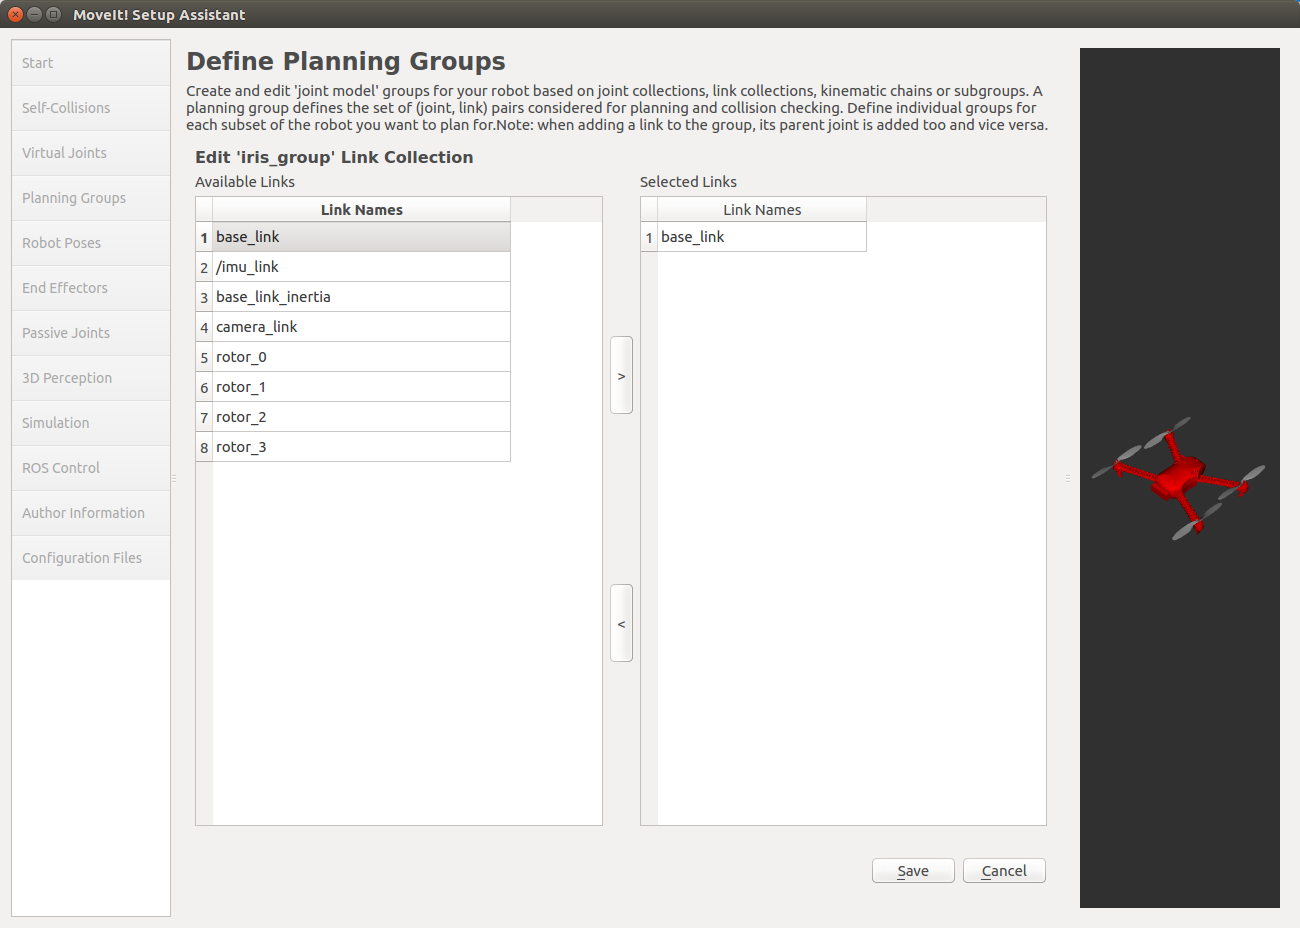 MoveIt! Setup Assistant
Start
Self-Collisions
Virtual Joints
Planning Groups
Robot Poses
End Effectors
Passive Joints
3D Perception
Simulation
ROS Control
Author Information
Configuration Files
Define Planning Groups
Create and edit 'joint model' groups for your robot based on joint collections, link collections, kinematic chains or subgroups. A
planning group defines the set of (joint, link) pairs considered for planning and collision checking. Define individual groups for
each subset of the robot you want to plan for.Note: when adding a link to the group, its parent joint is added too and vice versa.
Edit 'iris_group' Link Collection
Available Links
Link Names
1 base_link
2 /imu_link
3 base_link_inertia
4 camera_link
5 rotor_0
6 rotor_1
7 rotor_2
8 rotor_3
>
<
Selected Links
Link Names
1 base_link
Save Cancel